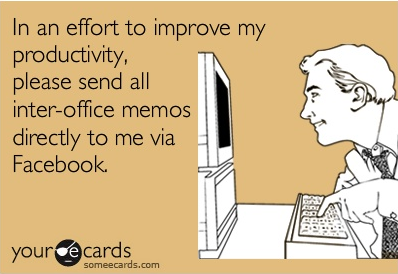 In an effort to improve my
productivity,
please send all
inter-office memos
directly to me via
Facebook.
your e cards
someecards.com